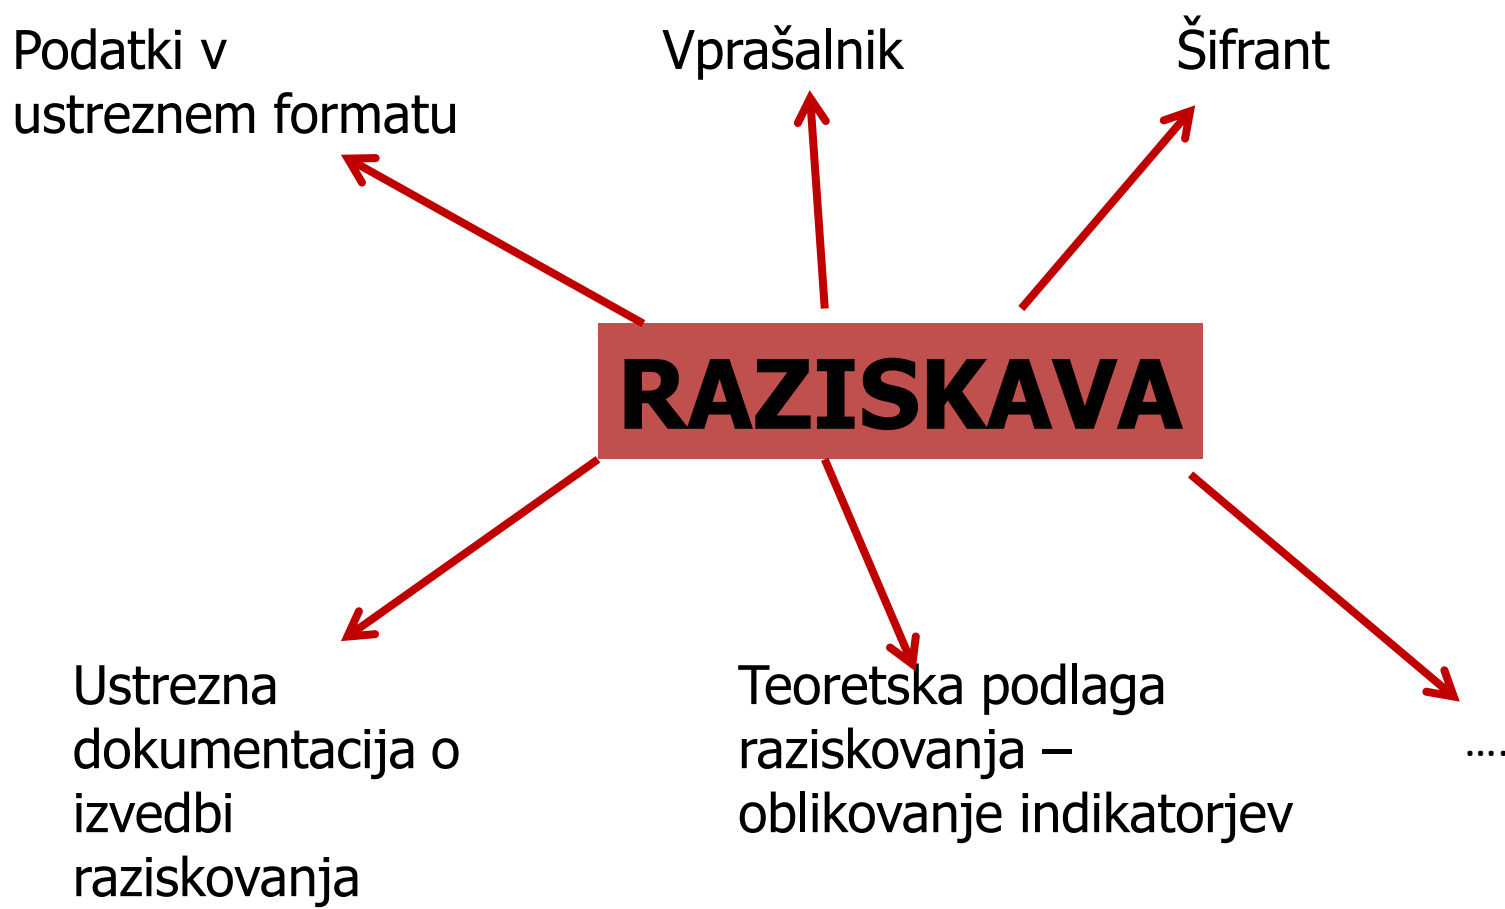 Podatki v
ustreznem formatu
Vprašalnik
Šifrant
RAZISKAVA
Ustrezna
dokumentacija o
izvedbi
raziskovanja
Teoretska podlaga
raziskovanja –
oblikovanje indikatorjev
....